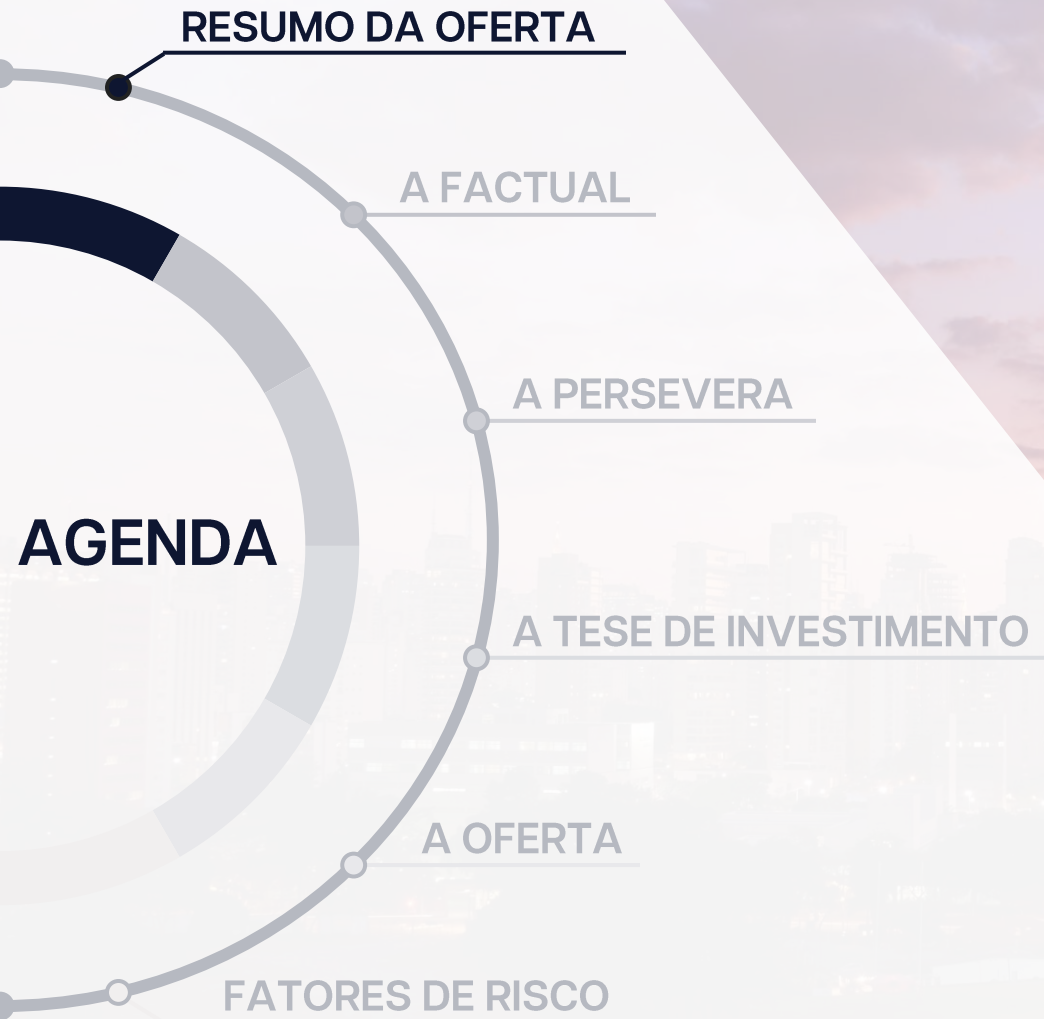 RESUMO DA OFERTA
A FACTUAL
A PERSEVERA
AGENDA
A TESE DE INVESTIMENTO
A OFERTA
FATORES DE RISCO